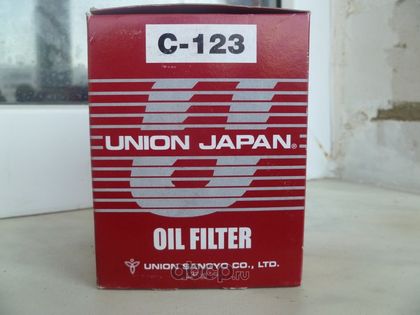 C-123
U
UNION JAPAN®
OIL FILTER
UNION SANGYO CO., LTD.